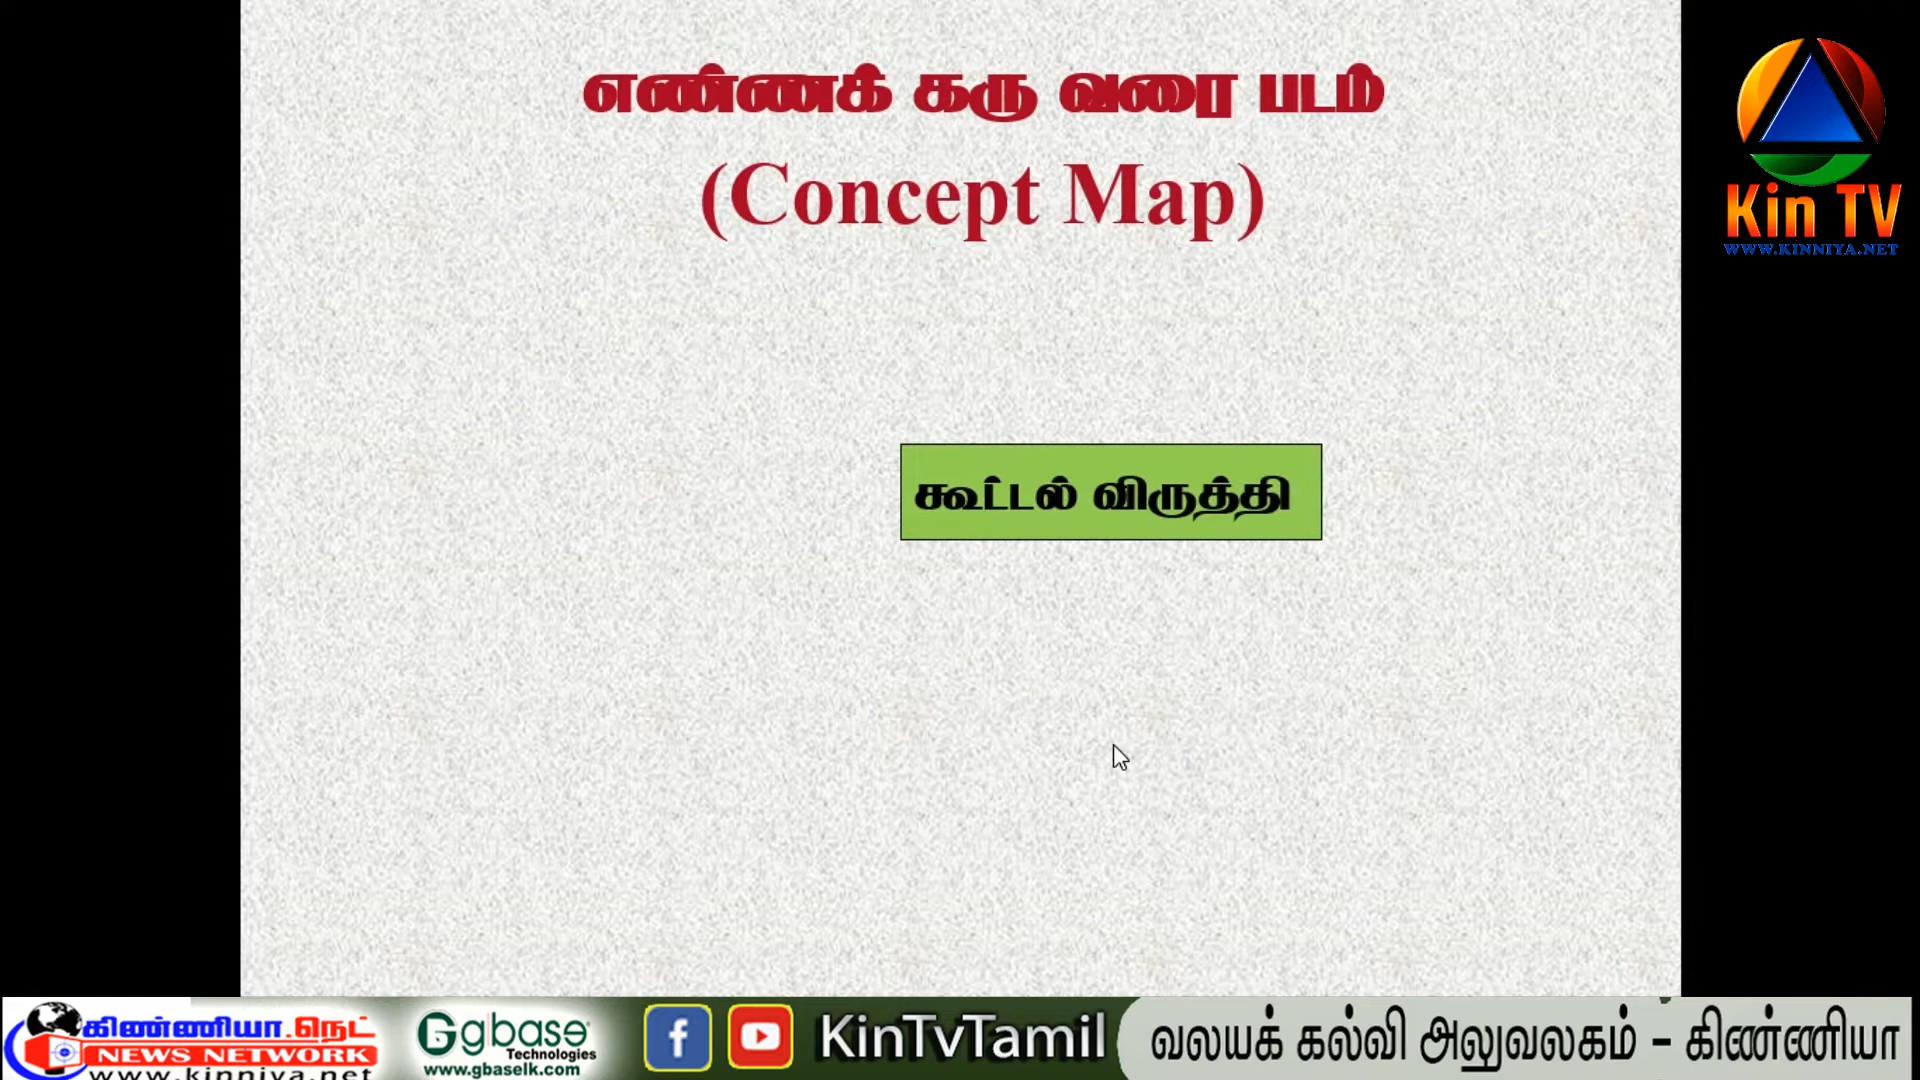 எண்ணக் கரு வரை படம்
(Concept Map)
Kin TV
WWW.KINNIYA.NET
கூட்டல் விருத்தி
கிண்ணியா.நெட்
NEWS NETWORK
www.kinniya.net
gbase
Technologies
www.gbaselk.com
KinTvTamil
வலயக் கல்வி அலுவலகம் - கிண்ணியா